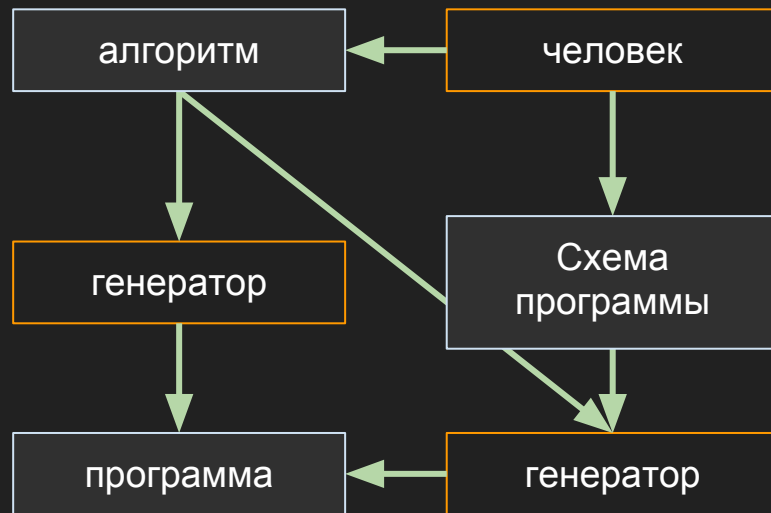 алгоритм
человек
генератор
Схема
программы
программа
генератор